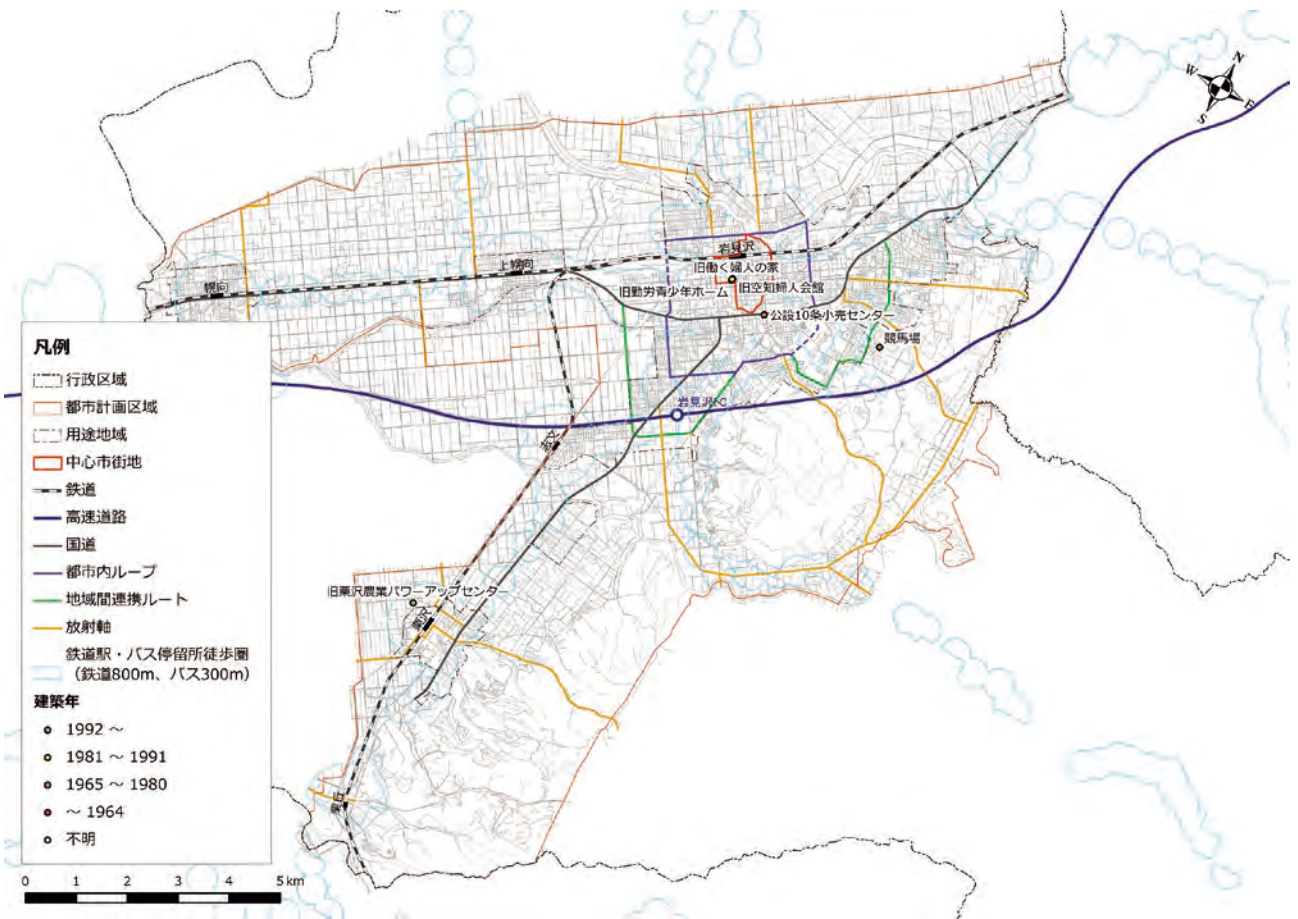 N
W
E
S
岩見沢
旧働く婦人の家
上幌向
幌向
旧勤労青少年ホーム
旧空知婦人会館
公設10条小売センター
競馬場
岩見沢IC
志文
旧栗沢農業パワーアップセンター
栗沢
栗丘
凡例
行政区域
都市計画区域
用途地域
中心市街地
鉄道
高速道路
国道
都市内ループ
地域間連携ルート
放射軸
鉄道駅・バス停留所徒歩圏
（鉄道800m、バス300m）
建築年
1992 ～
1981 ～ 1991
1965 ～ 1980
～ 1964
不明
0 1 2 3 4 5 km